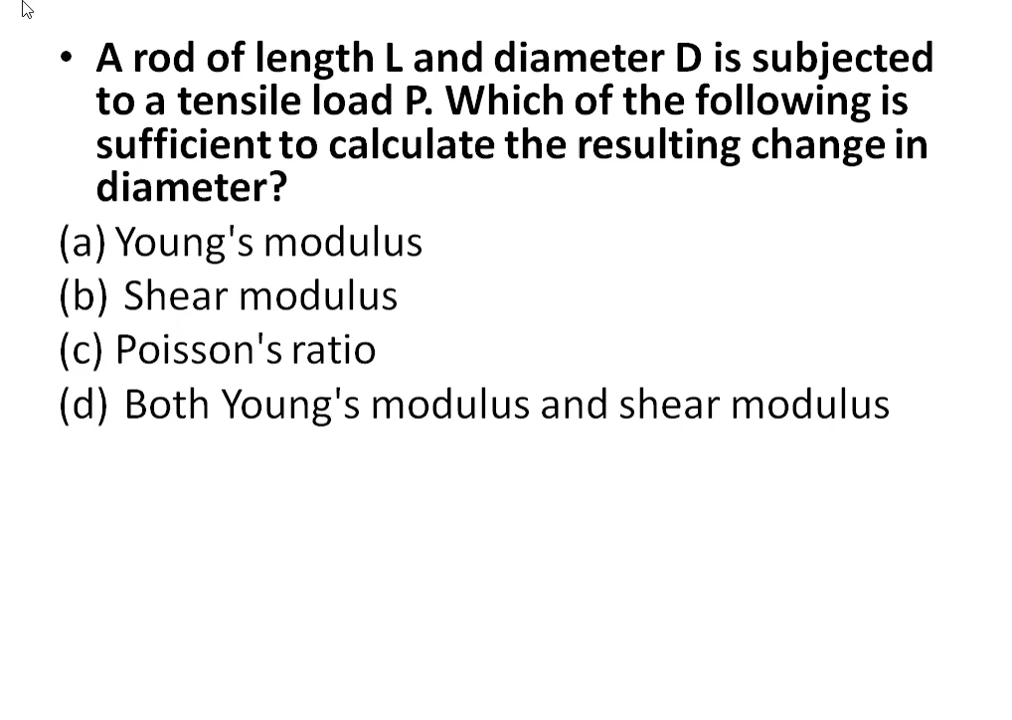 • A rod of length L and diameter D is subjected
to a tensile load P. Which of the following is
sufficient to calculate the resulting change in
diameter?
(a) Young's modulus
(b) Shear modulus
(c) Poisson's ratio
(d) Both Young's modulus and shear modulus